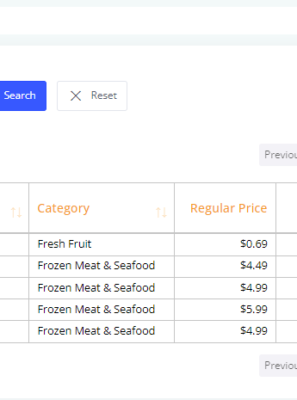 Search Reset
Previou
Category Regular Price
Fresh Fruit $0.69
Frozen Meat & Seafood $4.49
Frozen Meat & Seafood $4.99
Frozen Meat & Seafood $5.99
Frozen Meat & Seafood $4.99
Previou